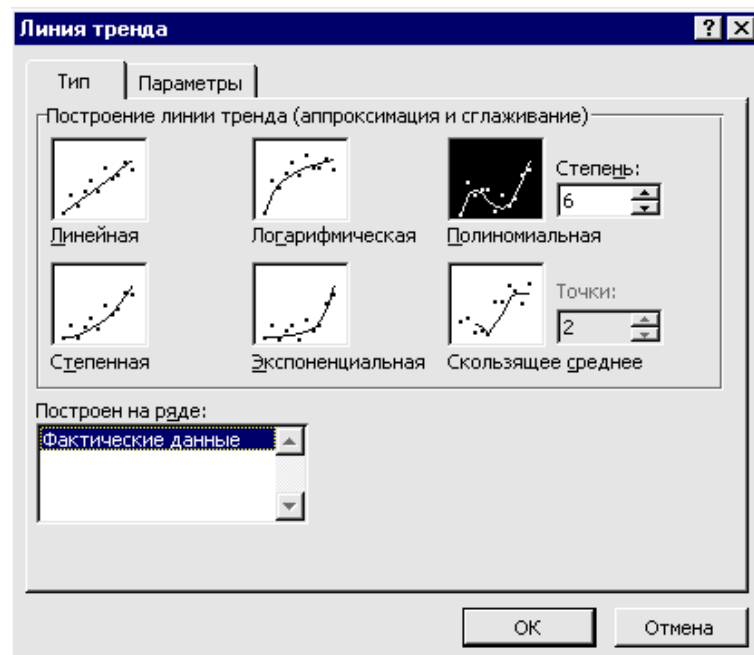 Линия тренда
Тип Параметры
Построение линии тренда (аппроксимация и сглаживание)
Степень:
6
Линейная Логарифмическая Полиномиальная
Точки:
2
Степенная Экспоненциальная Скользящее среднее
Построен на ряде:
Фактические данные
ОК Отмена